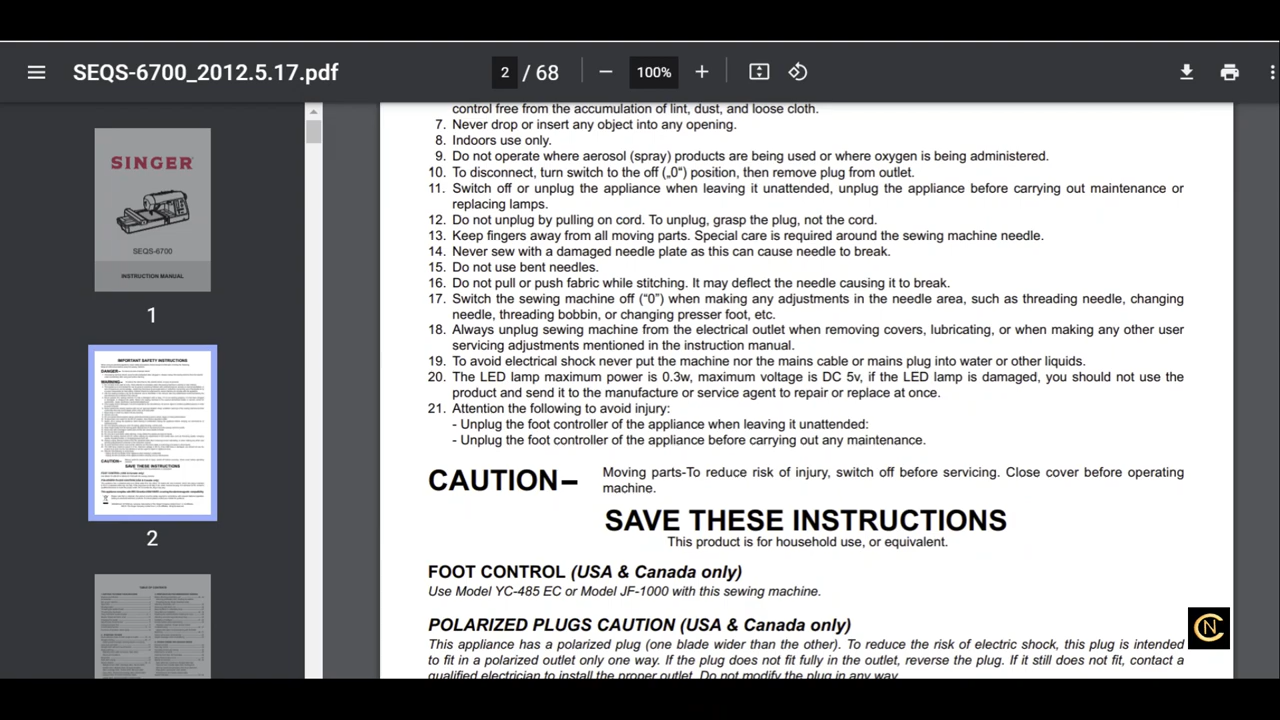 SEQS-6700_2012.5.17.pdf
2 / 68
100%
SINGER
SEQS-6700
INSTRUCTION MANUAL
1
IMPORTANT SAFETY INSTRUCTIONS
DANGER-
WARNING-
CAUTION-
SAVE THESE INSTRUCTIONS
2
control free from the accumulation of lint, dust, and loose cloth.
7. Never drop or insert any object into any opening.
8. Indoors use only.
9. Do not operate where aerosol (spray) products are being used or where oxygen is being administered.
10. To disconnect, turn switch to the off („0“) position, then remove plug from outlet.
11. Switch off or unplug the appliance when leaving it unattended, unplug the appliance before carrying out maintenance or
replacing lamps.
12. Do not unplug by pulling on cord. To unplug, grasp the plug, not the cord.
13. Keep fingers away from all moving parts. Special care is required around the sewing machine needle.
14. Never sew with a damaged needle plate as this can cause needle to break.
15. Do not use bent needles.
16. Do not pull or push fabric while stitching. It may deflect the needle causing it to break.
17. Switch the sewing machine off (“0”) when making any adjustments in the needle area, such as threading needle, changing
needle, threading bobbin, or changing presser foot, etc.
18. Always unplug sewing machine from the electrical outlet when removing covers, lubricating, or when making any other user
servicing adjustments mentioned in the instruction manual.
19. To avoid electrical shock never put the machine nor the mains cable or mains plug into water or other liquids.
20. The LED lamp maximum power is 0.3w, maximum voltage is DC 5v, if the LED lamp is damaged, you should not use the
product and send it to the manufacture or service agent to repair or replace at once.
21. Attention the following to avoid injury:
- Unplug the foot controller of the appliance when leaving it unattended:
- Unplug the foot controller of the appliance before carrying out any maintenance.
CAUTION–
Moving parts-To reduce risk of injury,switch off before servicing. Close cover before operating
machine.
SAVE THESE INSTRUCTIONS
This product is for household use, or equivalent.
FOOT CONTROL (USA & Canada only)
Use Model YC-485 EC or Model JF-1000 with this sewing machine.
POLARIZED PLUGS CAUTION (USA & Canada only)
This appliance has a polarized plug (one blade wider than the other). To reduce the risk of electric shock, this plug is intended
to fit in a polarized outlet only one way. If the plug does not fit fully in the outlet, reverse the plug. If it still does not fit, contact a
qualified electrician to install the proper outlet. Do not modify the plug in any way.